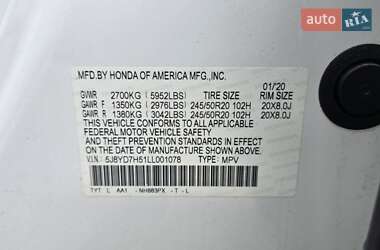 auto RIA
MFD.BY HONDA OF AMERICA MFG.,INC.
01/'20
GVWR 2700KG (5952LBS) TIRE SIZE RIM SIZE
GAWR F 1350KG (2976LBS) 245/50R20 102H 20X8.0J
GAWR R 1380KG (3042LBS) 245/50R20 102H 20X8.0J
THIS VEHICLE CONFORMS TO ALL APPLICABLE
FEDERAL MOTOR VEHICLE SAFETY
AND THEFT PREVENTION STANDARDS
IN EFFECT ON THE
DATE OF MANUFACTURE SHOWN ABOVE.
V.I.N: 5J8YD7H51LL001078 TYPE: MPV
TYT L AA1 - NH883PX - T - L